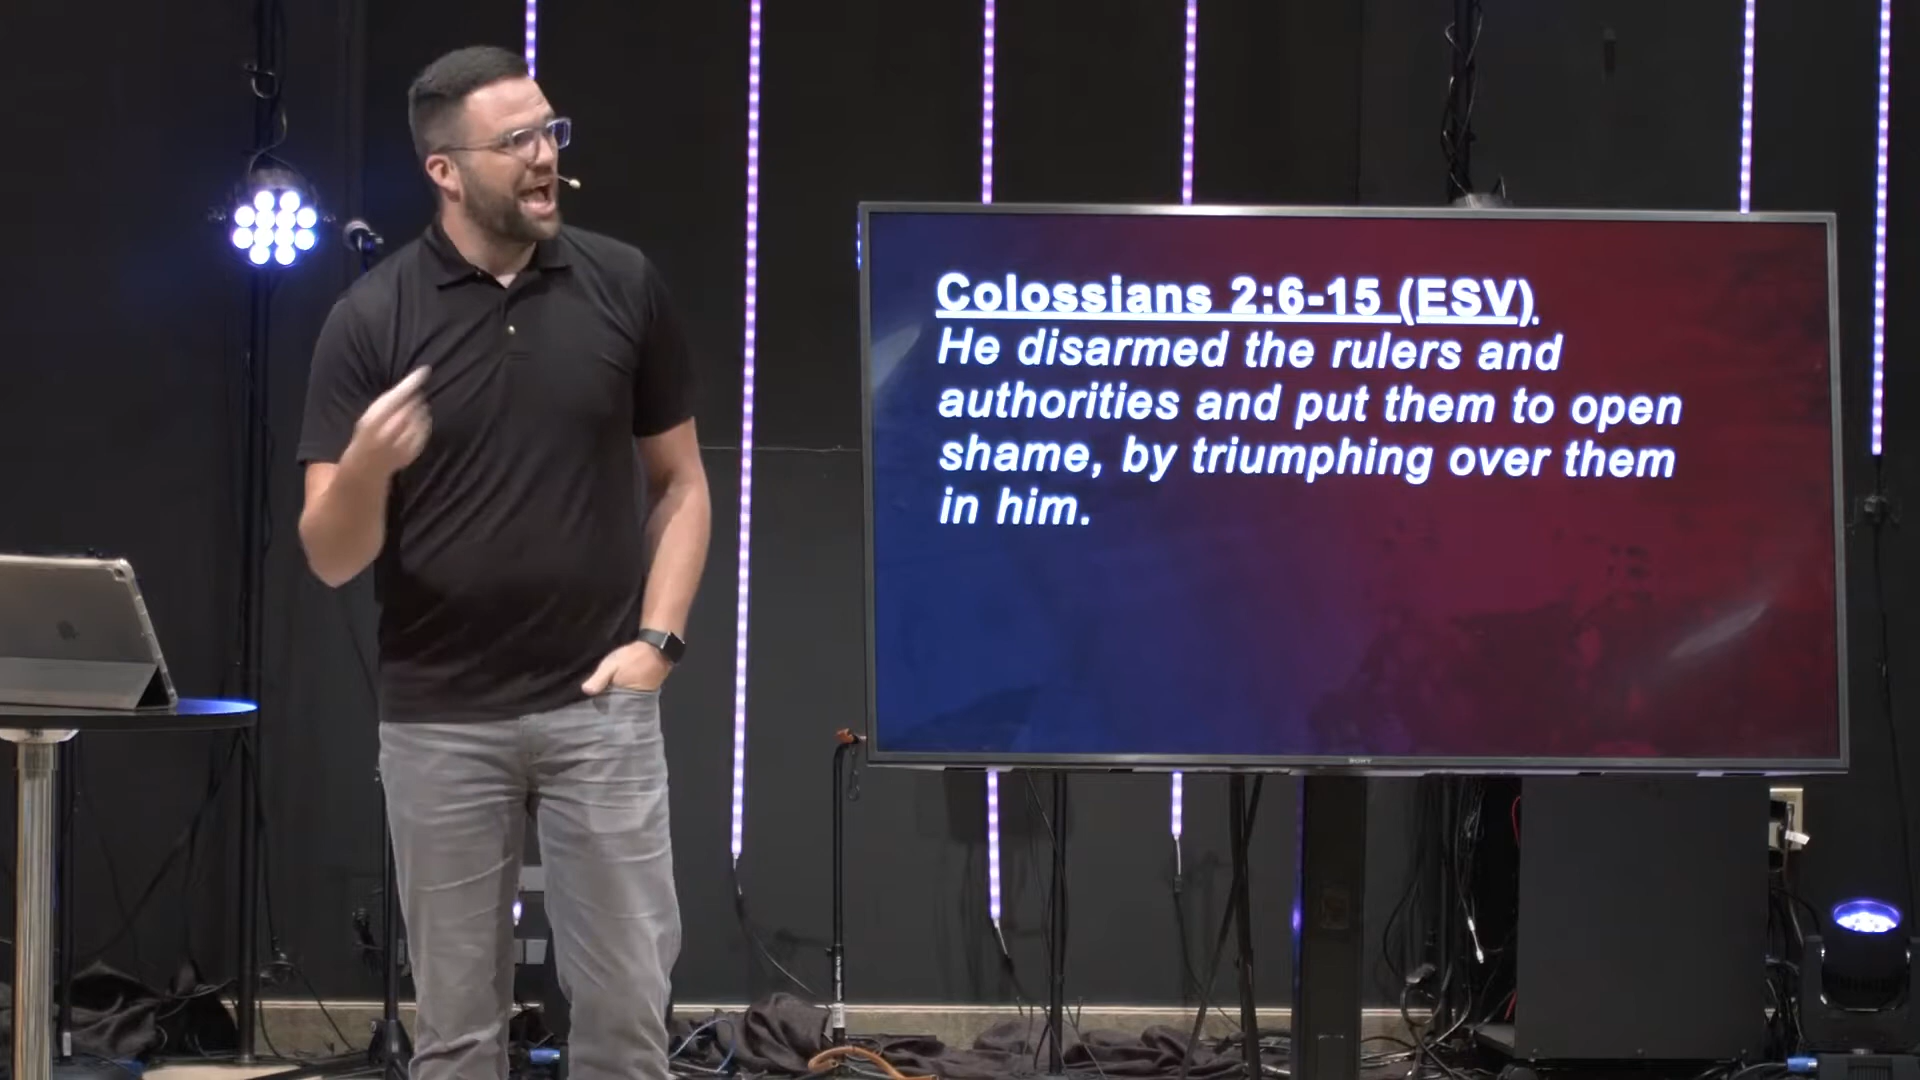 Colossians 2:6-15 (ESV)
He disarmed the rulers and
authorities and put them to open
shame, by triumphing over them
in him.
SONY